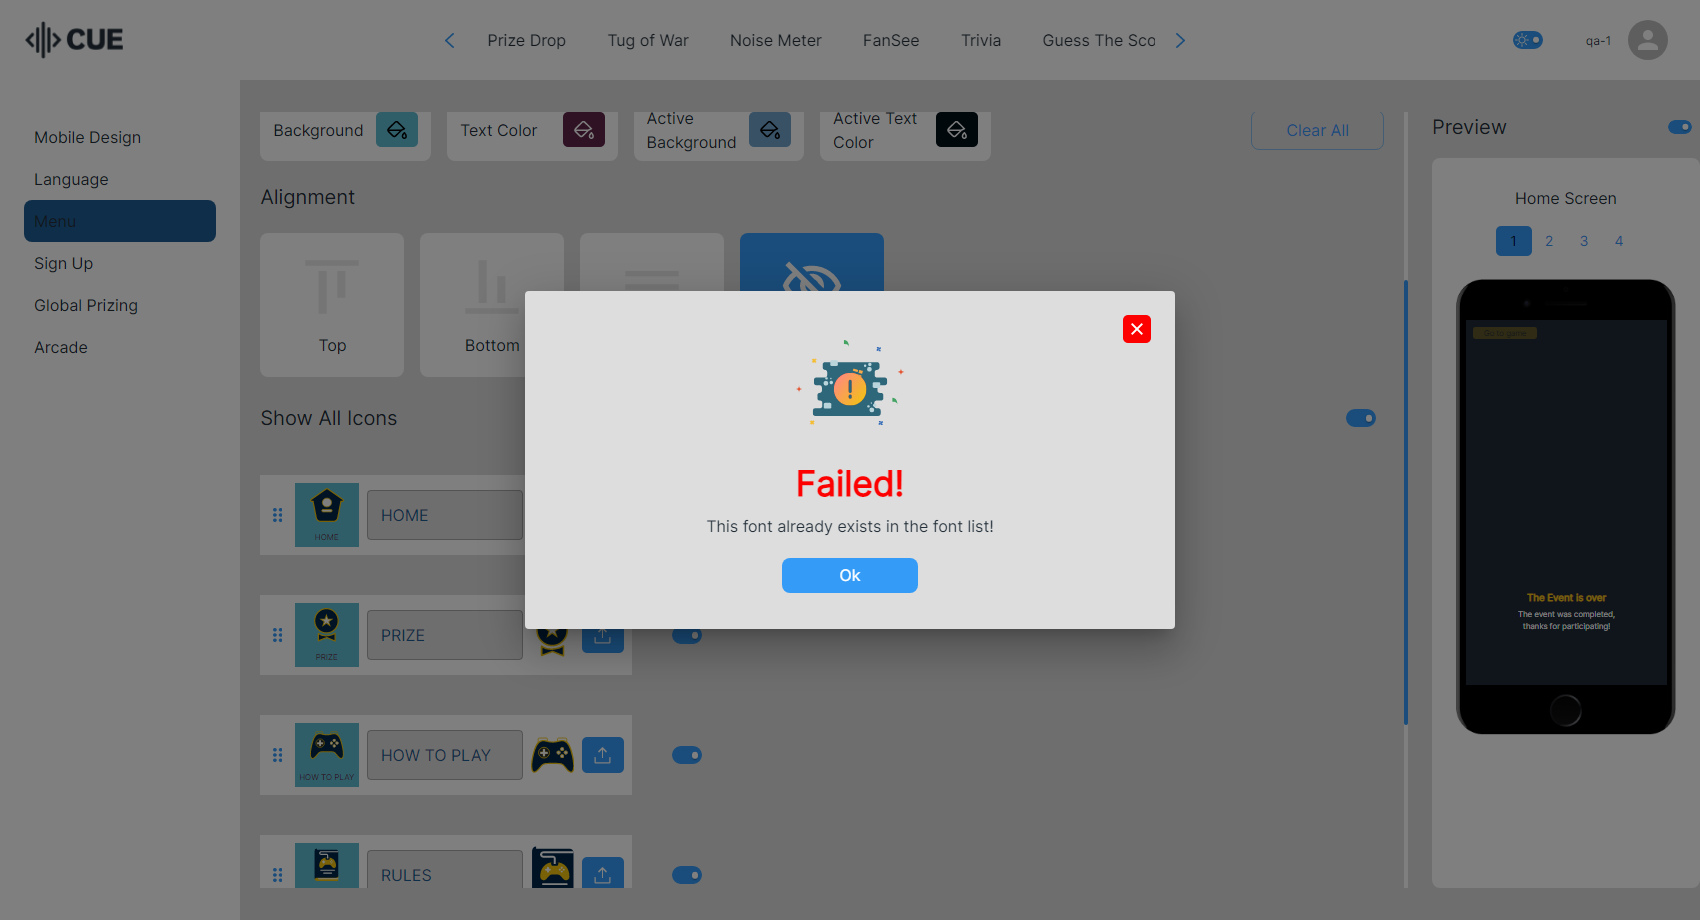 CUE
Prize Drop
Tug of War
Noise Meter
FanSee
Trivia
Guess The Sco
qa-1
Mobile Design
Language
Menu
Sign Up
Global Prizing
Arcade
Background
Text Color
Active
Background
Active Text
Color
Clear All
Alignment
Top
Bottom
Show All Icons
HOME
HOME
PRIZE
PRIZE
HOW TO PLAY
HOW TO PLAY
RULES
Failed!
This font already exists in the font list!
Ok
Preview
Home Screen
1 2 3 4
Go to game
The Event is over
The event was completed,
thanks for participating!